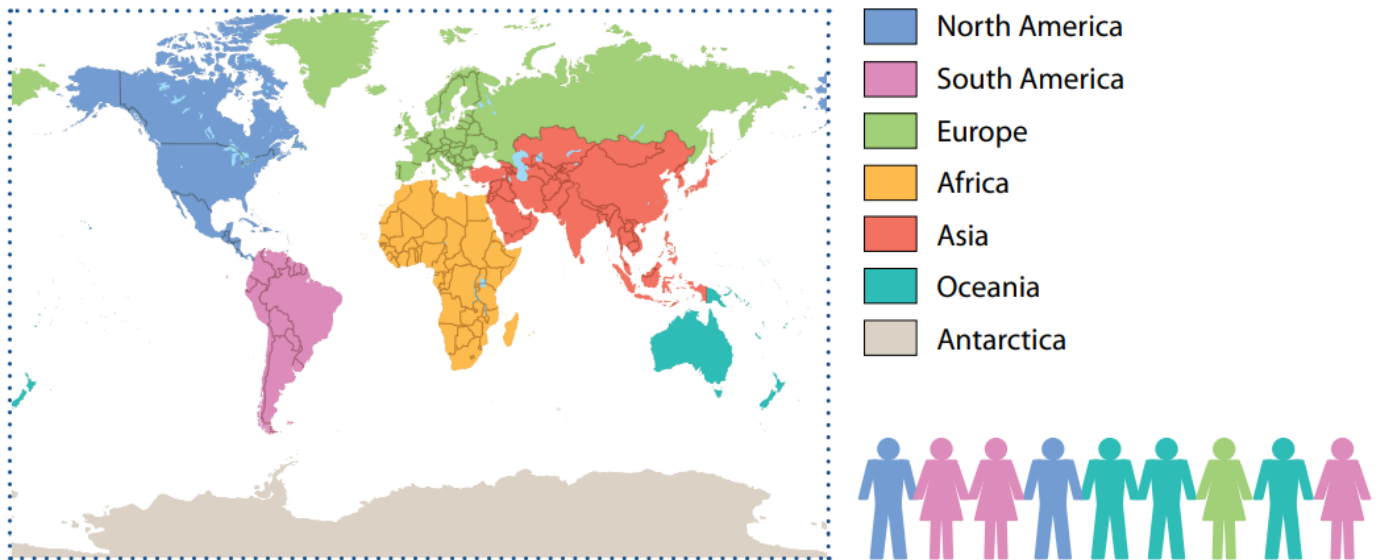 North America
South America
Europe
Africa
Asia
Oceania
Antarctica